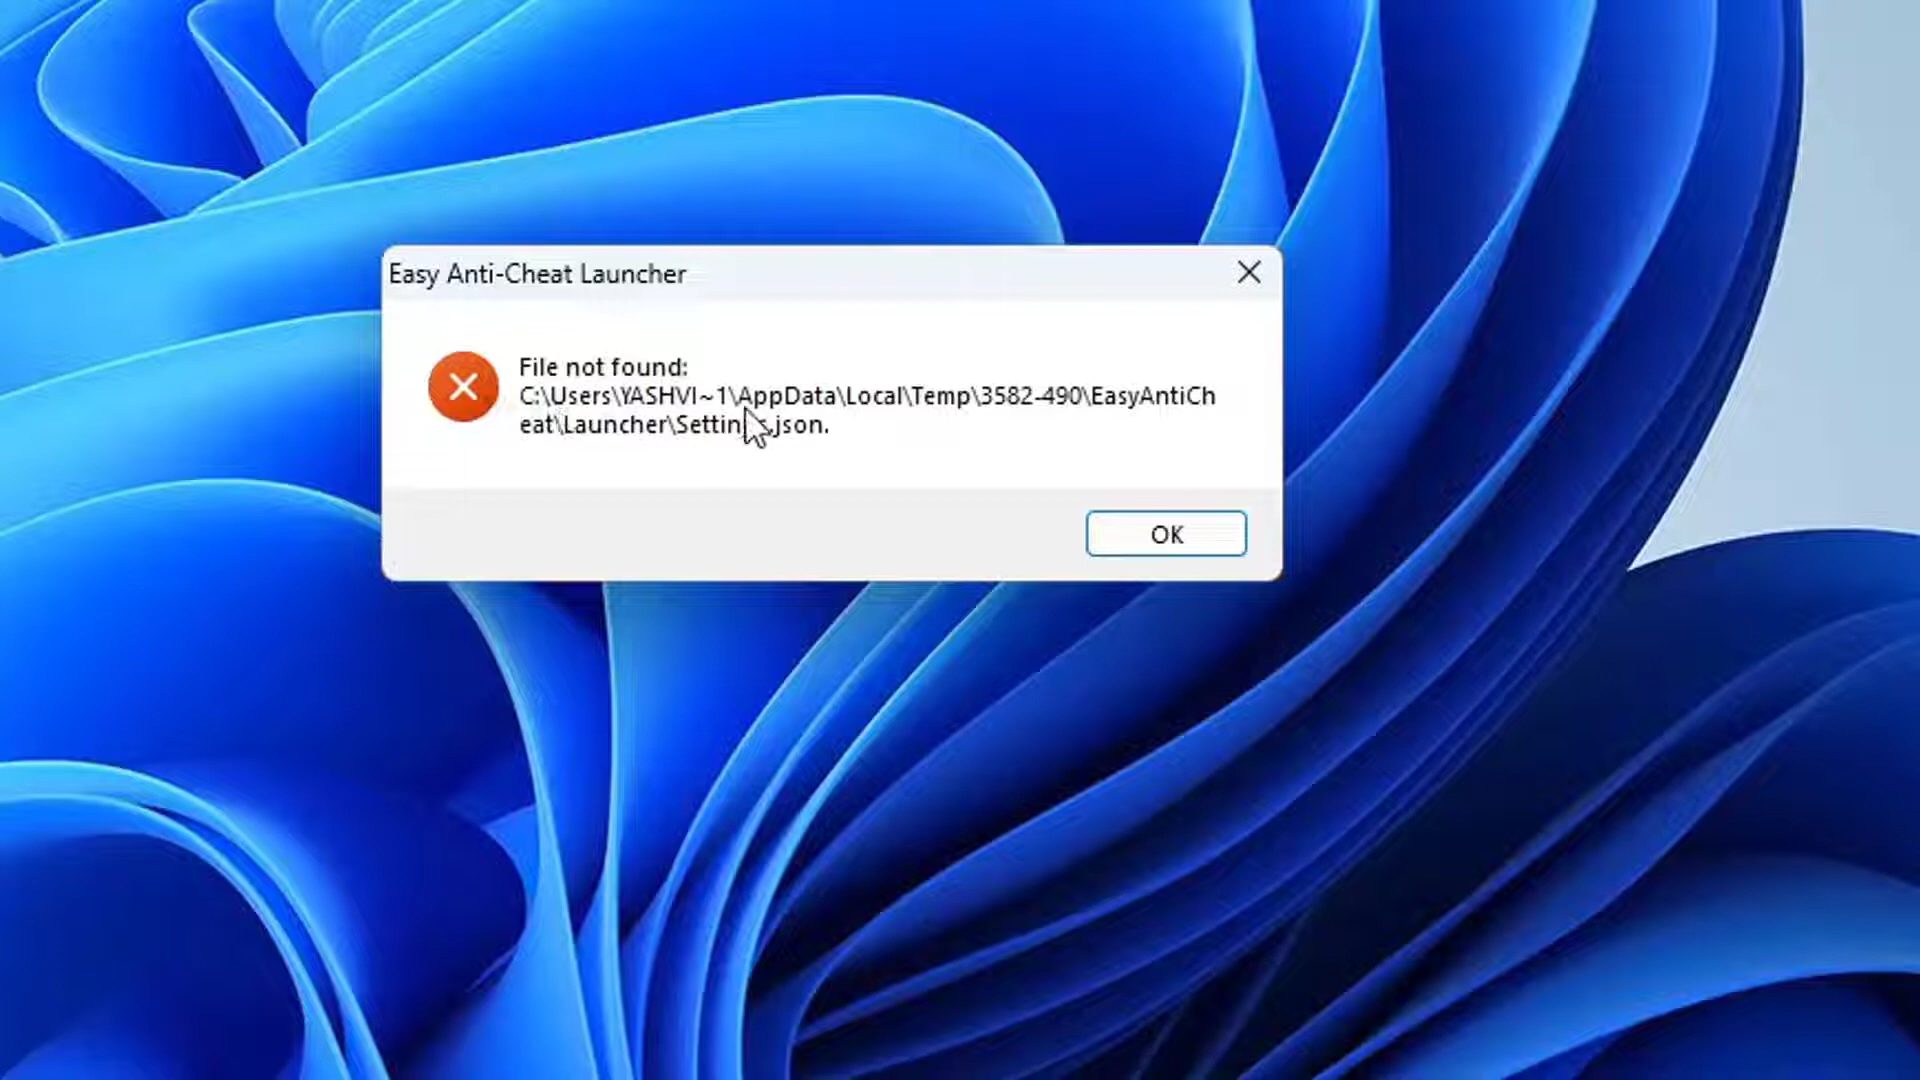 Easy Anti-Cheat Launcher
File not found:
C:\Users\YASHVI~1\AppData\Local\Temp\3582-490\EasyAntiCh
eat\Launcher\Settings.json.
OK